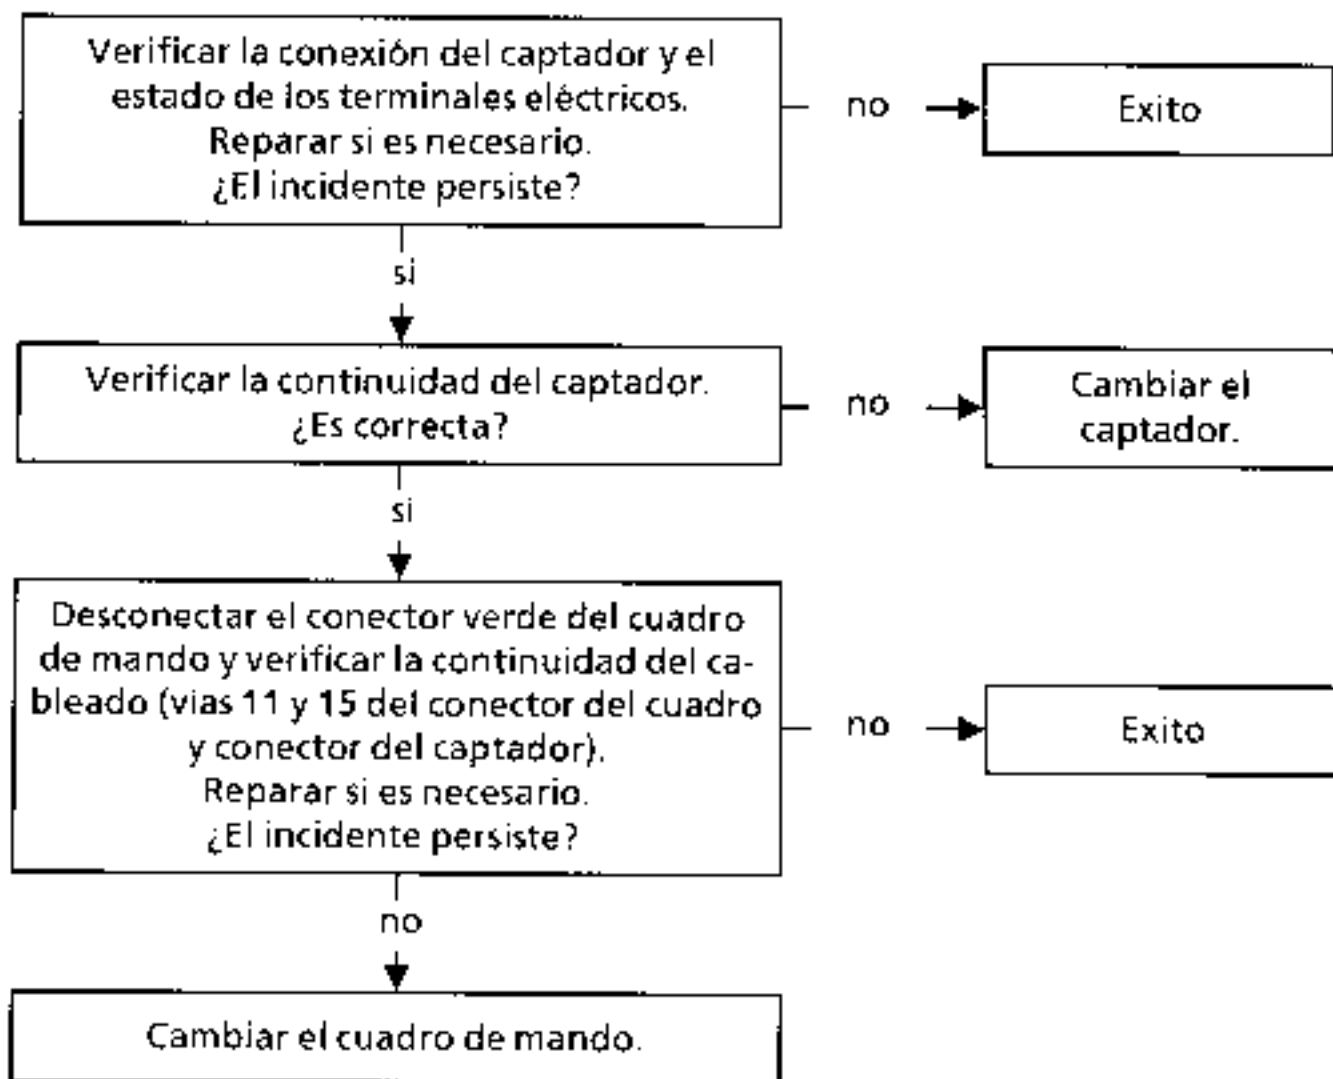 Verificar la conexión del captador y el
estado de los terminales eléctricos.
Reparar si es necesario.
¿El incidente persiste?
no
Exito
si
Verificar la continuidad del captador.
¿Es correcta?
no
Cambiar el
captador.
si
Desconectar el conector verde del cuadro
de mando y verificar la continuidad del ca-
bleado (vias 11 y 15 del conector del cuadro
y conector del captador).
Reparar si es necesario.
¿El incidente persiste?
no
Exito
no
Cambiar el cuadro de mando.